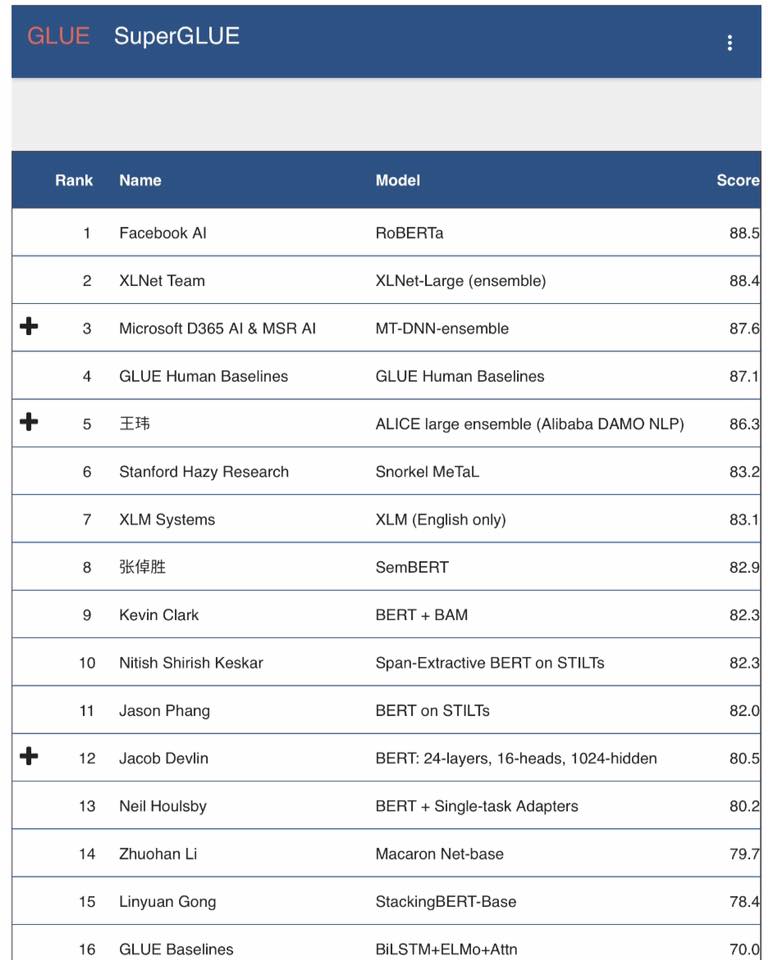 GLUE SuperGLUE
Rank Name Model Score
1 Facebook AI RoBERTa 88.5
2 XLNet Team XLNet-Large (ensemble) 88.4
3 Microsoft D365 AI & MSR AI MT-DNN-ensemble 87.6
4 GLUE Human Baselines GLUE Human Baselines 87.1
5 王玮 ALICE large ensemble (Alibaba DAMO NLP) 86.3
6 Stanford Hazy Research Snorkel MeTaL 83.2
7 XLM Systems XLM (English only) 83.1
8 张倬胜 SemBERT 82.9
9 Kevin Clark BERT + BAM 82.3
10 Nitish Shirish Keskar Span-Extractive BERT on STILTs 82.3
11 Jason Phang BERT on STILTs 82.0
12 Jacob Devlin BERT: 24-layers, 16-heads, 1024-hidden 80.5
13 Neil Houlsby BERT + Single-task Adapters 80.2
14 Zhuohan Li Macaron Net-base 79.7
15 Linyuan Gong StackingBERT-Base 78.4
16 GLUE Baselines BiLSTM+ELMo+Attn 70.0